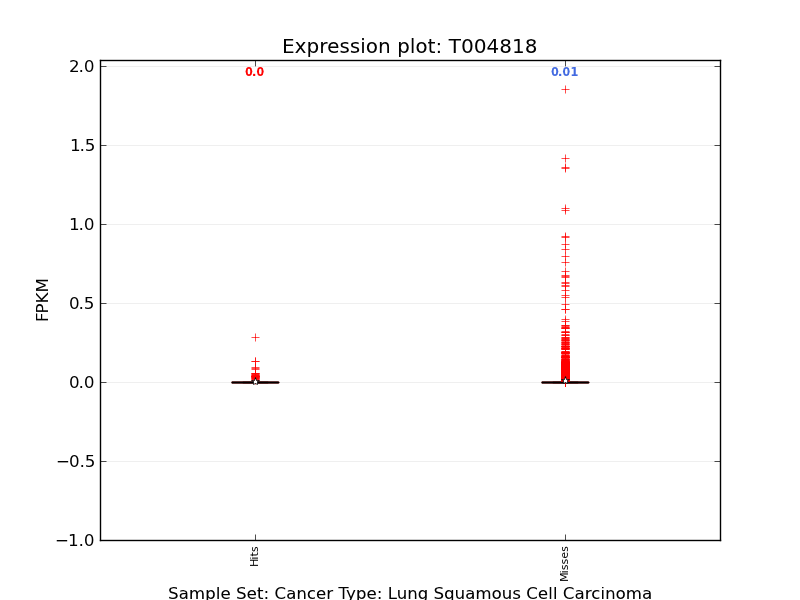 Expression plot: T004818
2.0
0.0
0.01
1.5
1.0
FPKM
0.5
0.0
−0.5
−1.0
Hits
Misses
Sample Set: Cancer Type: Lung Squamous Cell Carcinoma